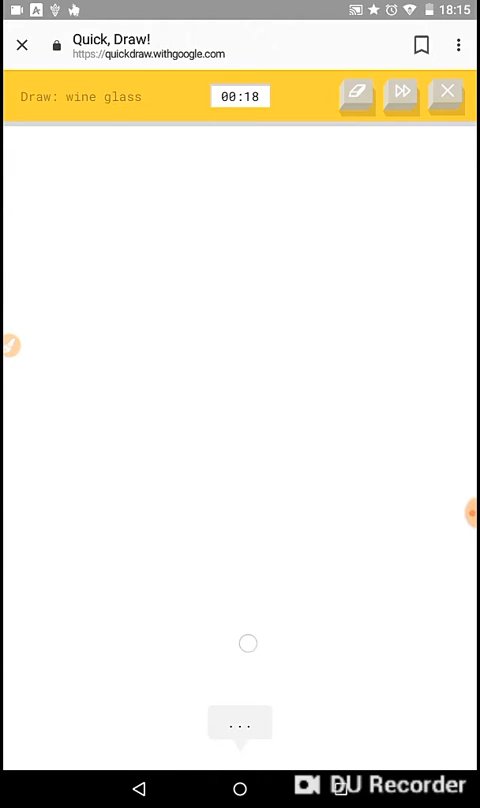 18:15
Quick, Draw!
https://quickdraw.withgoogle.com
Draw: wine glass
00:18
...
DU Recorder